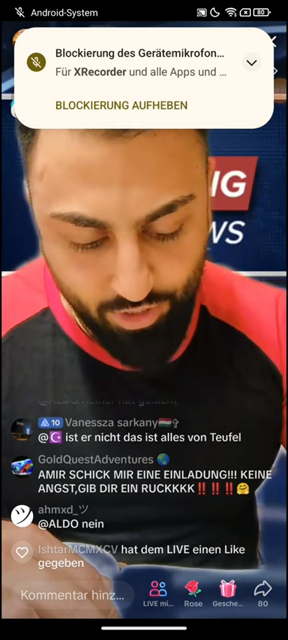 Android-System
80
Blockierung des Gerätemikrofon...
Für XRecorder und alle Apps und ...
BLOCKIERUNG AUFHEBEN
IG
WS
10 Vanessza sarkany🇭🇺✞
@☪️ ist er nicht das ist alles von Teufel
GoldQuestAdventures 🌏
AMIR SCHICK MIR EINE EINLADUNG!!! KEINE
ANGST,GIB DIR EIN RUCKKKK‼️‼️‼️🤗
ahmxd_ツ
@ALDO nein
IshtarMCMXCV hat dem LIVE einen Like
gegeben
Kommentar hinz...
LIVE mi...
Rose
Gesche...
80